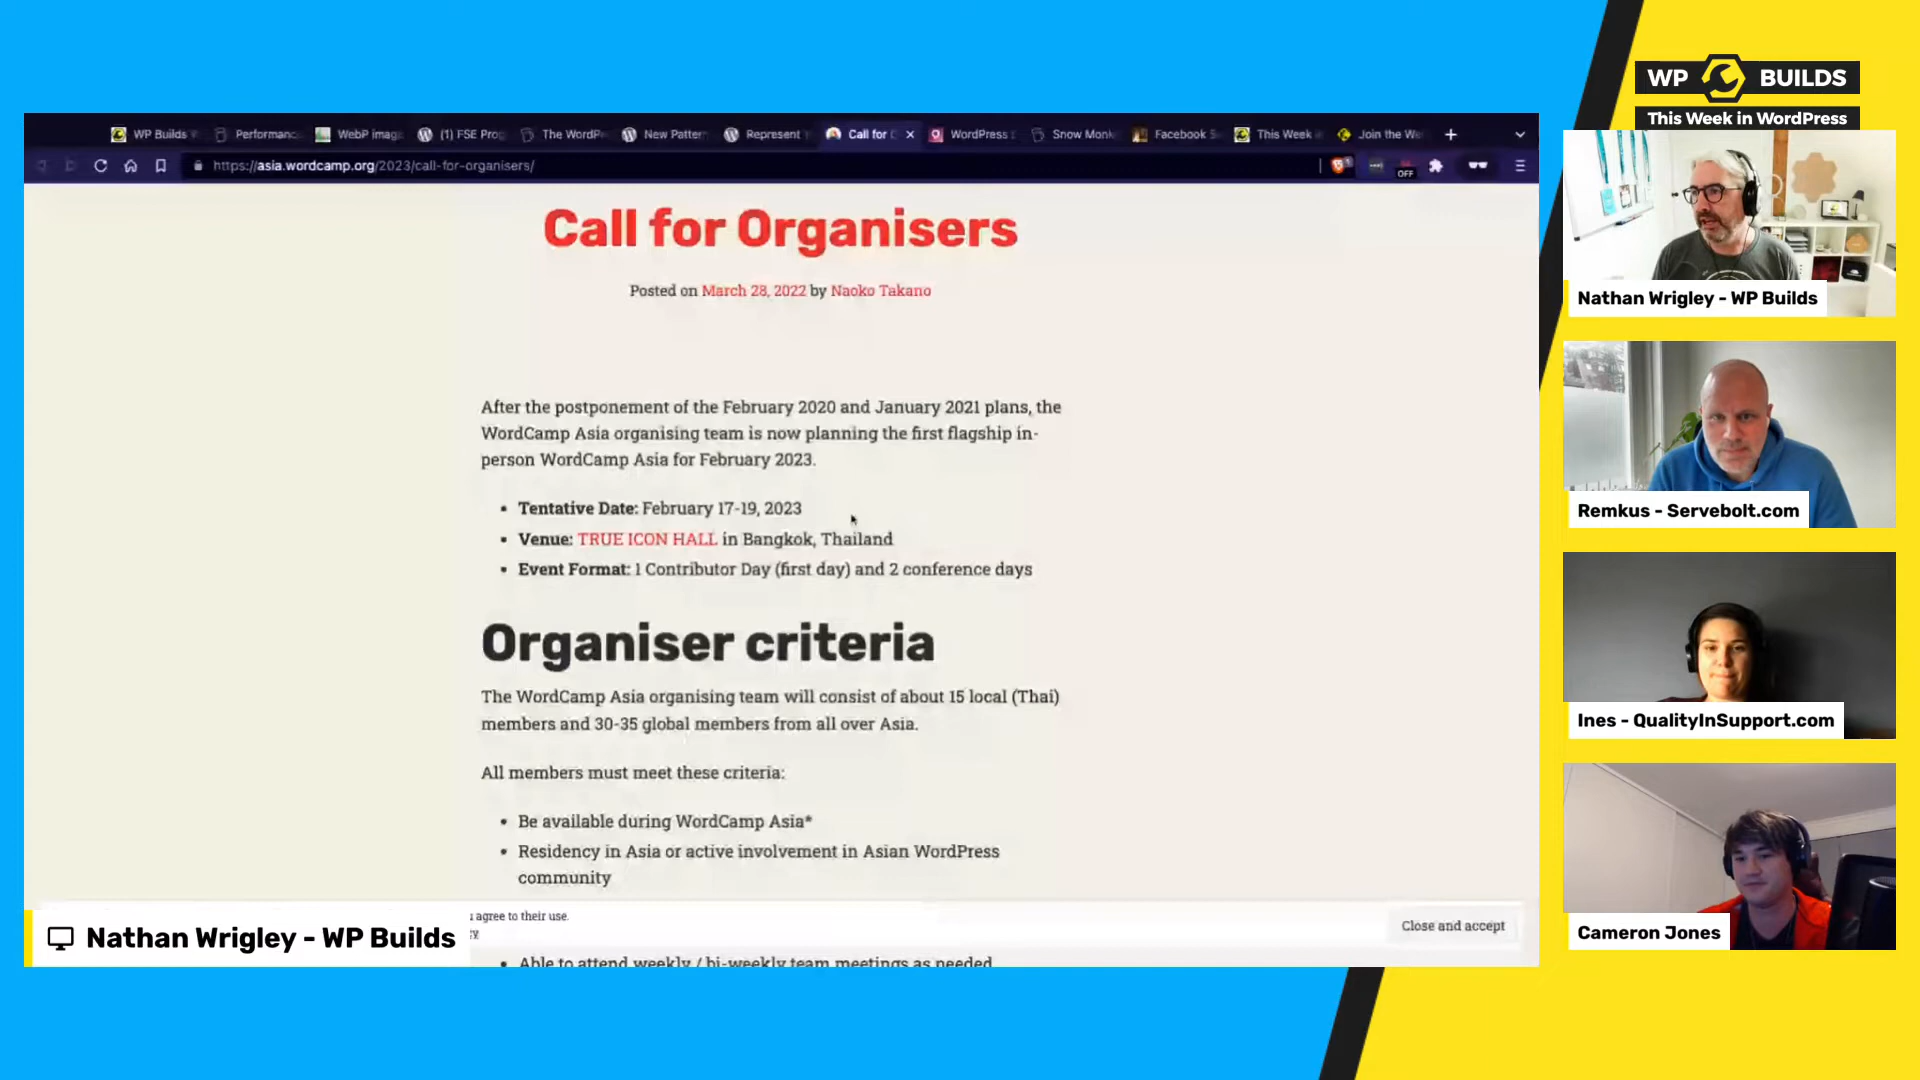 WP BUILDS
This Week in WordPress
WP Builds
Performanc
WebP imag
(1) FSE Pro
The WordP
New Patter
Represent
Call for
WordPress
Snow Monk
Facebook S
This Week
Join the We
https://asia.wordcamp.org/2023/call-for-organisers/
OFF
Call for Organisers
Posted on March 28, 2022 by Naoko Takano
After the postponement of the February 2020 and January 2021 plans, the
WordCamp Asia organising team is now planning the first flagship in-
person WordCamp Asia for February 2023.
• Tentative Date: February 17-19, 2023
• Venue: TRUE ICON HALL in Bangkok, Thailand
• Event Format: 1 Contributor Day (first day) and 2 conference days
Organiser criteria
The WordCamp Asia organising team will consist of about 15 local (Thai)
members and 30-35 global members from all over Asia.
All members must meet these criteria:
• Be available during WordCamp Asia*
• Residency in Asia or active involvement in Asian WordPress
community
agree to their use.
Close and accept
• Able to attend weekly / bi-weekly team meetings as needed
Nathan Wrigley - WP Builds
Nathan Wrigley - WP Builds
Remkus - Servebolt.com
Ines - QualityInSupport.com
Cameron Jones